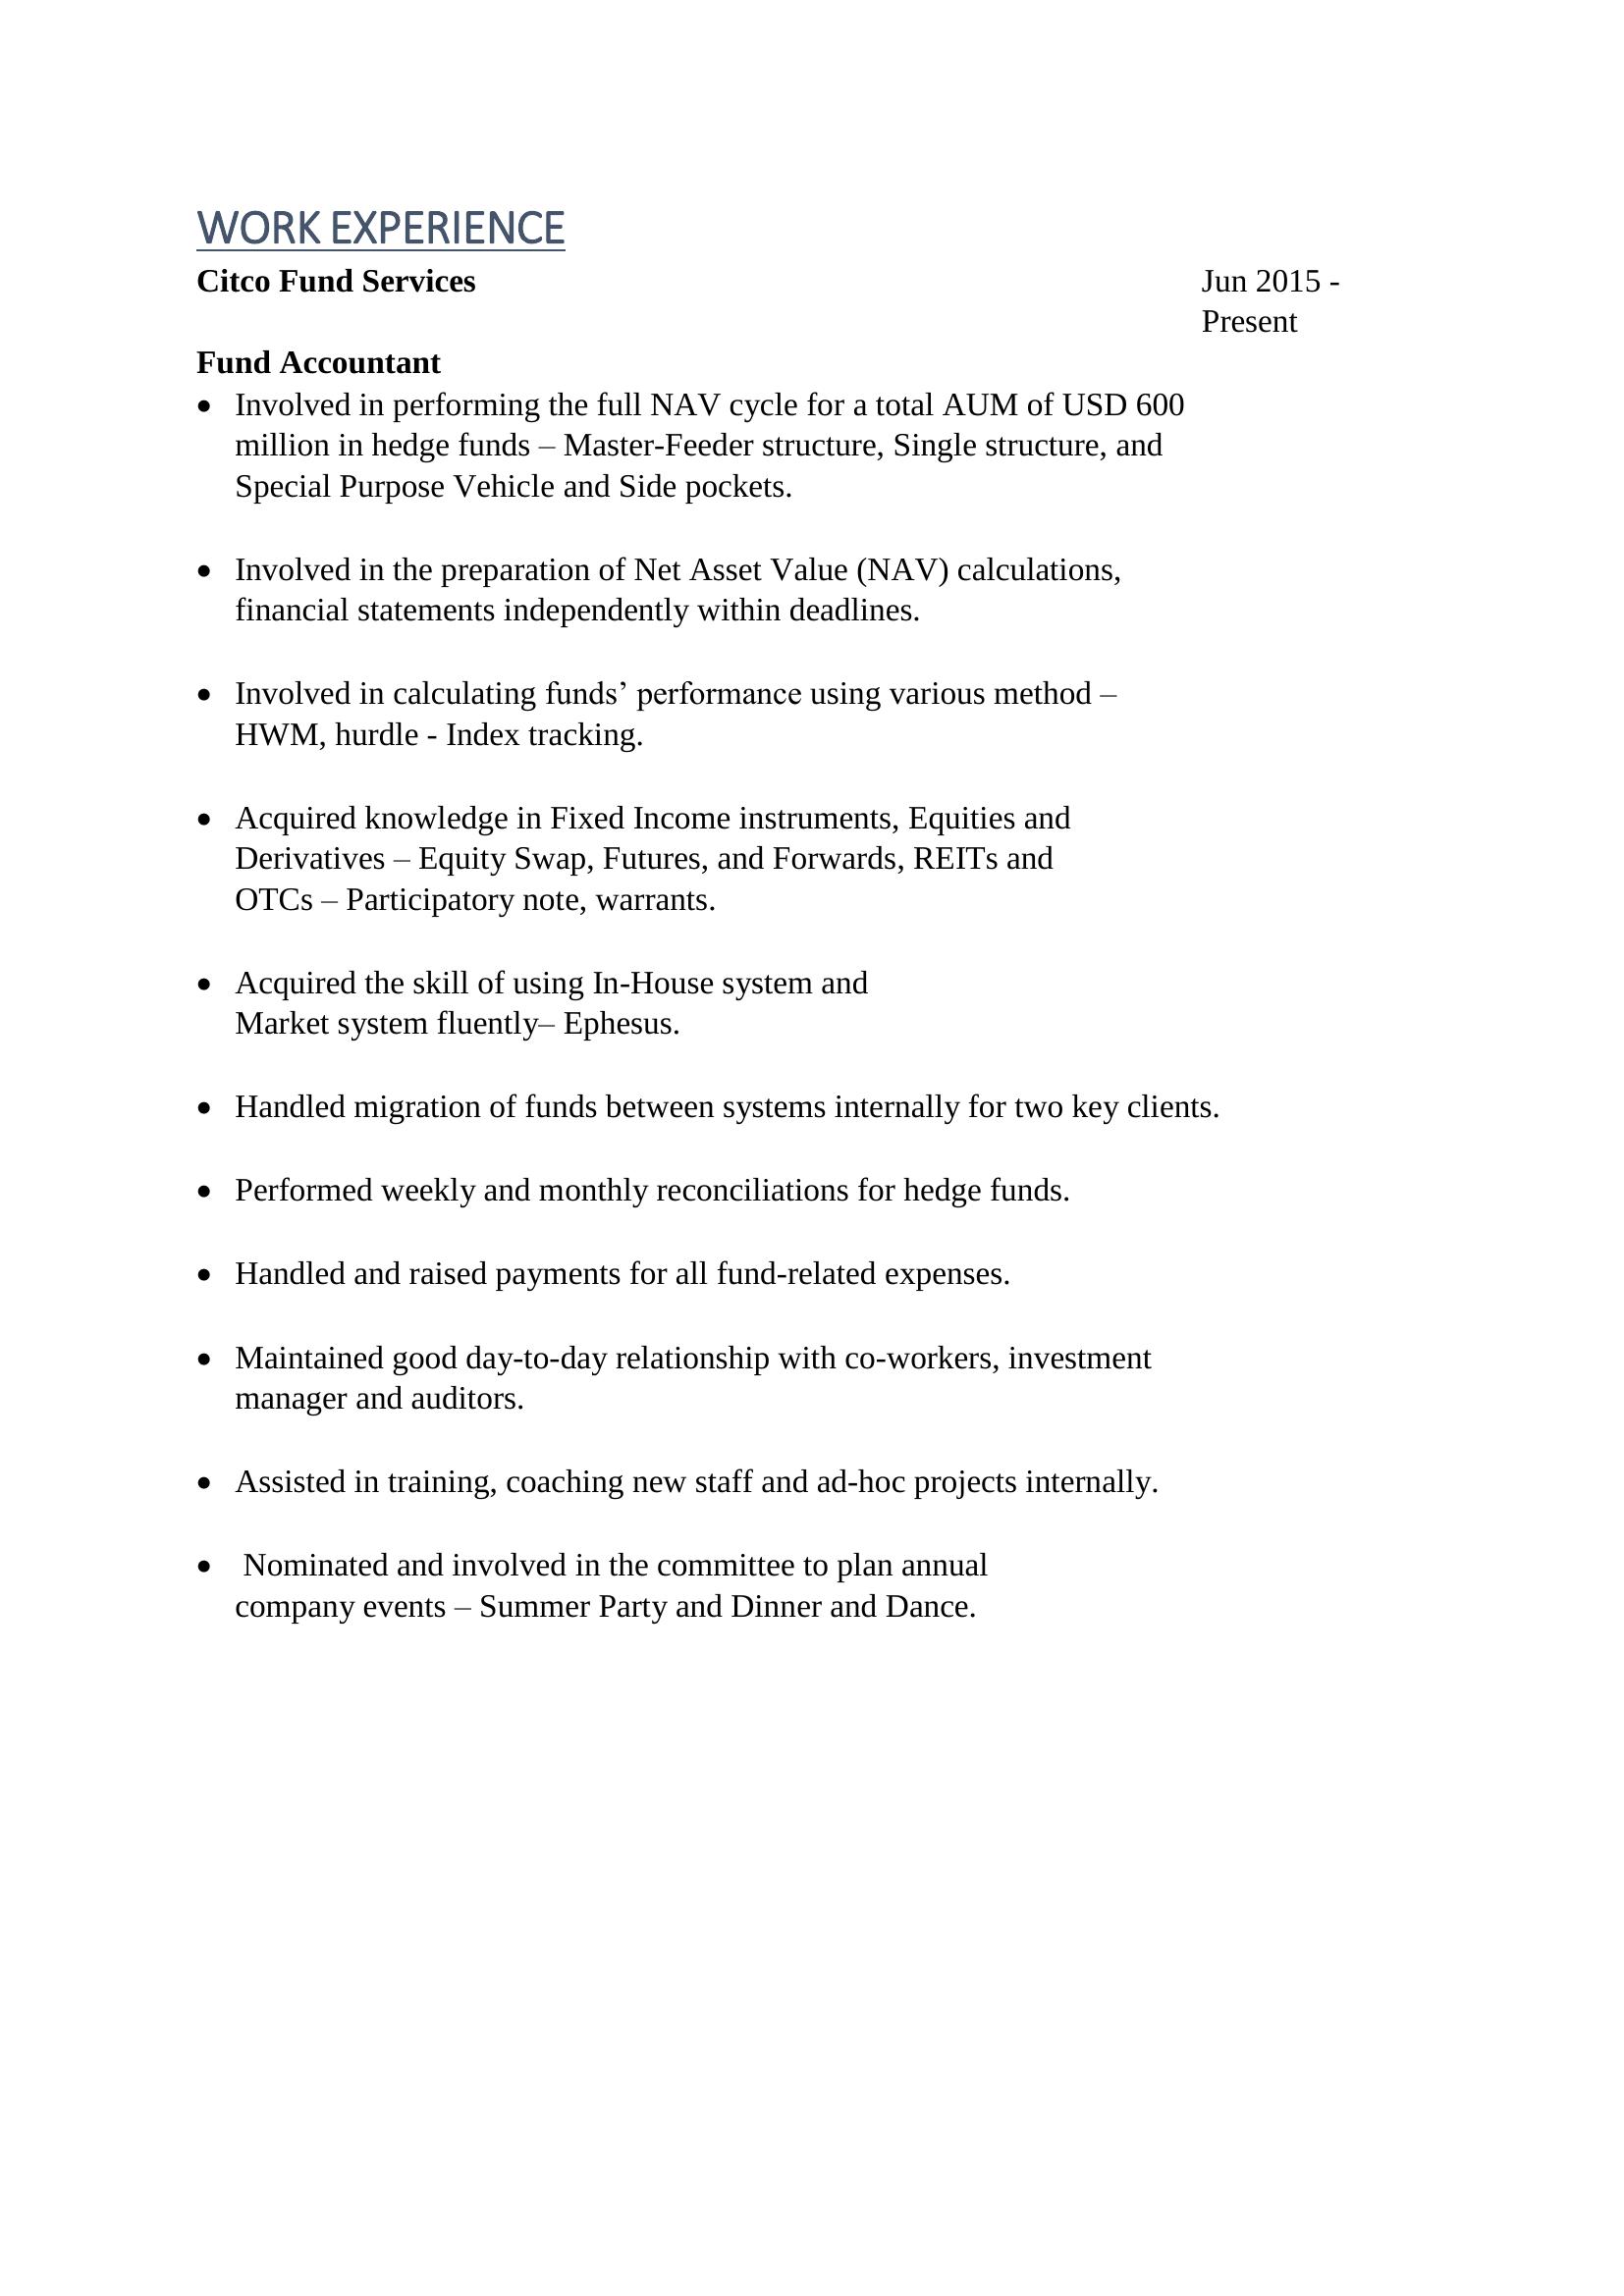 WORK EXPERIENCE
Citco Fund Services Jun 2015 -
Present
Fund Accountant
• Involved in performing the full NAV cycle for a total AUM of USD 600
million in hedge funds – Master-Feeder structure, Single structure, and
Special Purpose Vehicle and Side pockets.
• Involved in the preparation of Net Asset Value (NAV) calculations,
financial statements independently within deadlines.
• Involved in calculating funds’ performance using various method –
HWM, hurdle - Index tracking.
• Acquired knowledge in Fixed Income instruments, Equities and
Derivatives – Equity Swap, Futures, and Forwards, REITs and
OTCs – Participatory note, warrants.
• Acquired the skill of using In-House system and
Market system fluently– Ephesus.
• Handled migration of funds between systems internally for two key clients.
• Performed weekly and monthly reconciliations for hedge funds.
• Handled and raised payments for all fund-related expenses.
• Maintained good day-to-day relationship with co-workers, investment
manager and auditors.
• Assisted in training, coaching new staff and ad-hoc projects internally.
• Nominated and involved in the committee to plan annual
company events – Summer Party and Dinner and Dance.